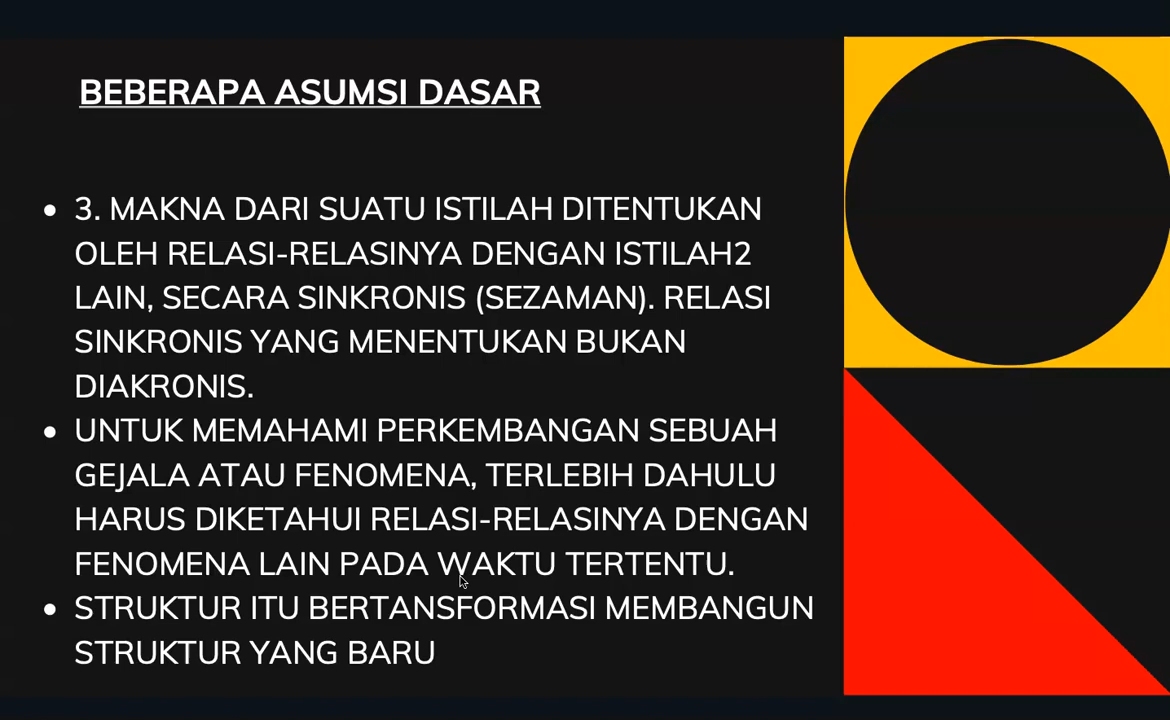 BEBERAPA ASUMSI DASAR
• 3. MAKNA DARI SUATU ISTILAH DITENTUKAN
OLEH RELASI-RELASINYA DENGAN ISTILAH2
LAIN, SECARA SINKRONIS (SEZAMAN). RELASI
SINKRONIS YANG MENENTUKAN BUKAN
DIAKRONIS.
• UNTUK MEMAHAMI PERKEMBANGAN SEBUAH
GEJALA ATAU FENOMENA, TERLEBIH DAHULU
HARUS DIKETAHUI RELASI-RELASINYA DENGAN
FENOMENA LAIN PADA WAKTU TERTENTU.
• STRUKTUR ITU BERTANSFORMASI MEMBANGUN
STRUKTUR YANG BARU